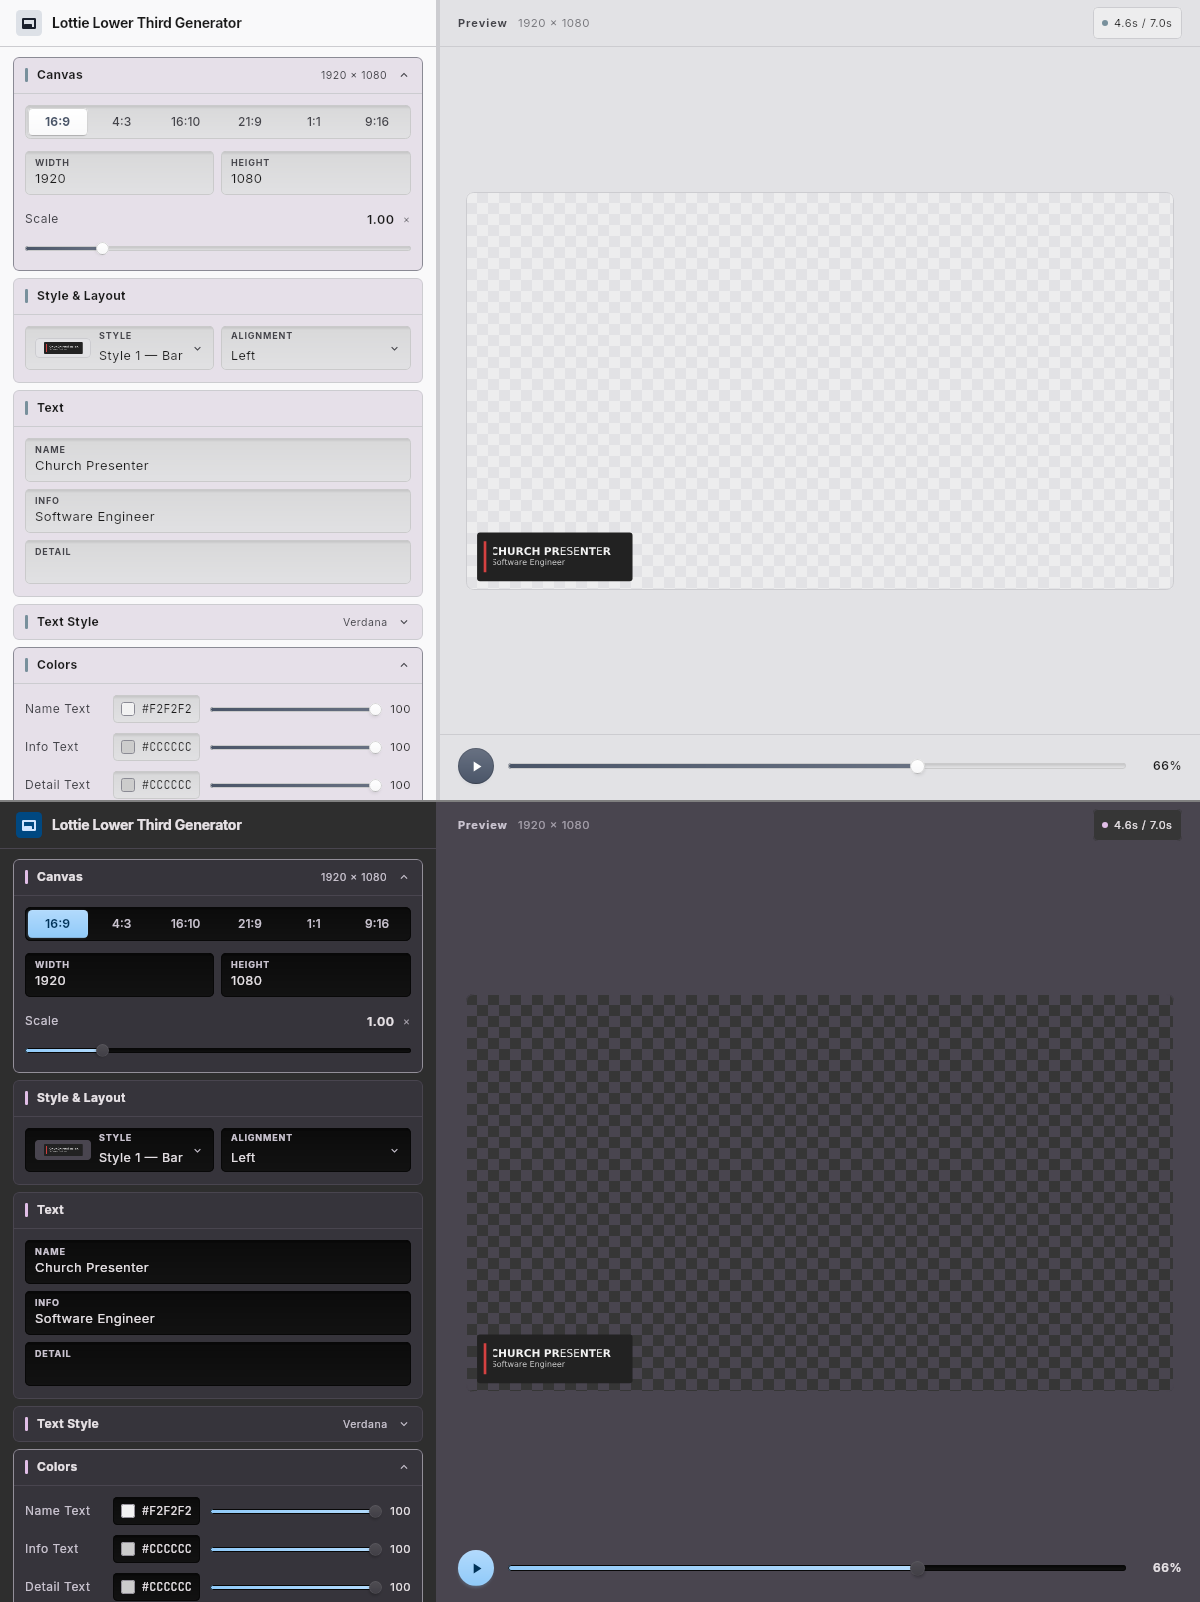 Lottie Lower Third Generator
Canvas 1920 × 1080
16:9 4:3 16:10 21:9 1:1 9:16
WIDTH HEIGHT
1920 1080
Scale 1.00 ×
Style & Layout
STYLE ALIGNMENT
Style 1 — Bar Left
Text
NAME
Church Presenter
INFO
Software Engineer
DETAIL
Text Style Verdana
Colors
Name Text #F2F2F2 100
Info Text #CCCCCC 100
Detail Text #CCCCCC 100
Preview 1920 × 1080 4.6s / 7.0s
CHURCH PRESENTER
Software Engineer
66%
Lottie Lower Third Generator
Canvas 1920 × 1080
16:9 4:3 16:10 21:9 1:1 9:16
WIDTH HEIGHT
1920 1080
Scale 1.00 ×
Style & Layout
STYLE ALIGNMENT
Style 1 — Bar Left
Text
NAME
Church Presenter
INFO
Software Engineer
DETAIL
Text Style Verdana
Colors
Name Text #F2F2F2 100
Info Text #CCCCCC 100
Detail Text #CCCCCC 100
Preview 1920 × 1080 4.6s / 7.0s
CHURCH PRESENTER
Software Engineer
66%